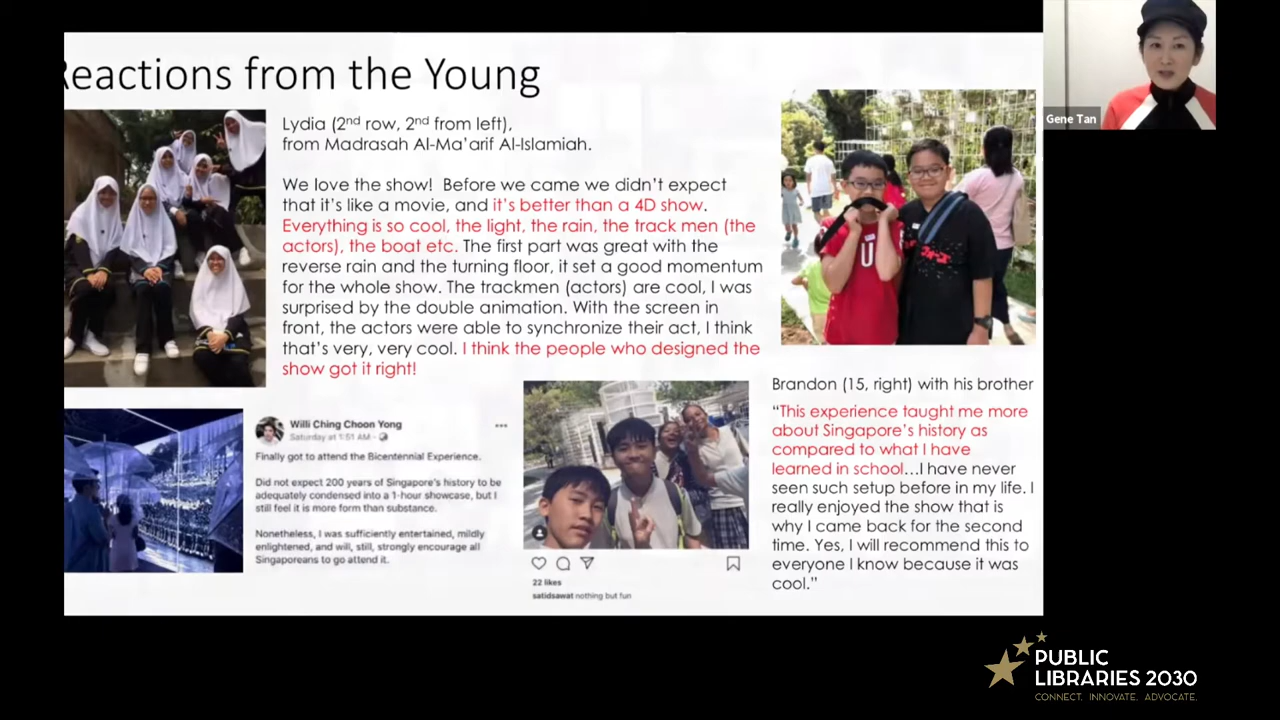 Reactions from the Young
Lydia (2nd row, 2nd from left),
from Madrasah Al-Ma'arif Al-Islamiah.
We love the show! Before we came we didn't expect
that it's like a movie, and it's better than a 4D show.
Everything is so cool, the light, the rain, the track men (the
actors), the boat etc. The first part was great with the
reverse rain and the turning floor, it set a good momentum
for the whole show. The trackmen (actors) are cool, I was
surprised by the double animation. With the screen in
front, the actors were able to synchronize their act, I think
that's very, very cool. I think the people who designed the
show got it right!
Willi Ching Choon Yong
Saturday at 1:51 AM ·
Finally got to attend the Bicentennial Experience.
Did not expect 200 years of Singapore's history to be
adequately condensed into a 1-hour showcase, but I
still feel it is more form than substance.
Nonetheless, I was sufficiently entertained, mildly
enlightened, and will, still, strongly encourage all
Singaporeans to go attend it.
22 likes
satidsawat nothing but fun
U
Brandon (15, right) with his brother
"This experience taught me more
about Singapore's history as
compared to what I have
learned in school…I have never
seen such setup before in my life. I
really enjoyed the show that is
why I came back for the second
time. Yes, I will recommend this to
everyone I know because it was
cool."
Gene Tan
PUBLIC
LIBRARIES 2030
CONNECT. INNOVATE. ADVOCATE.